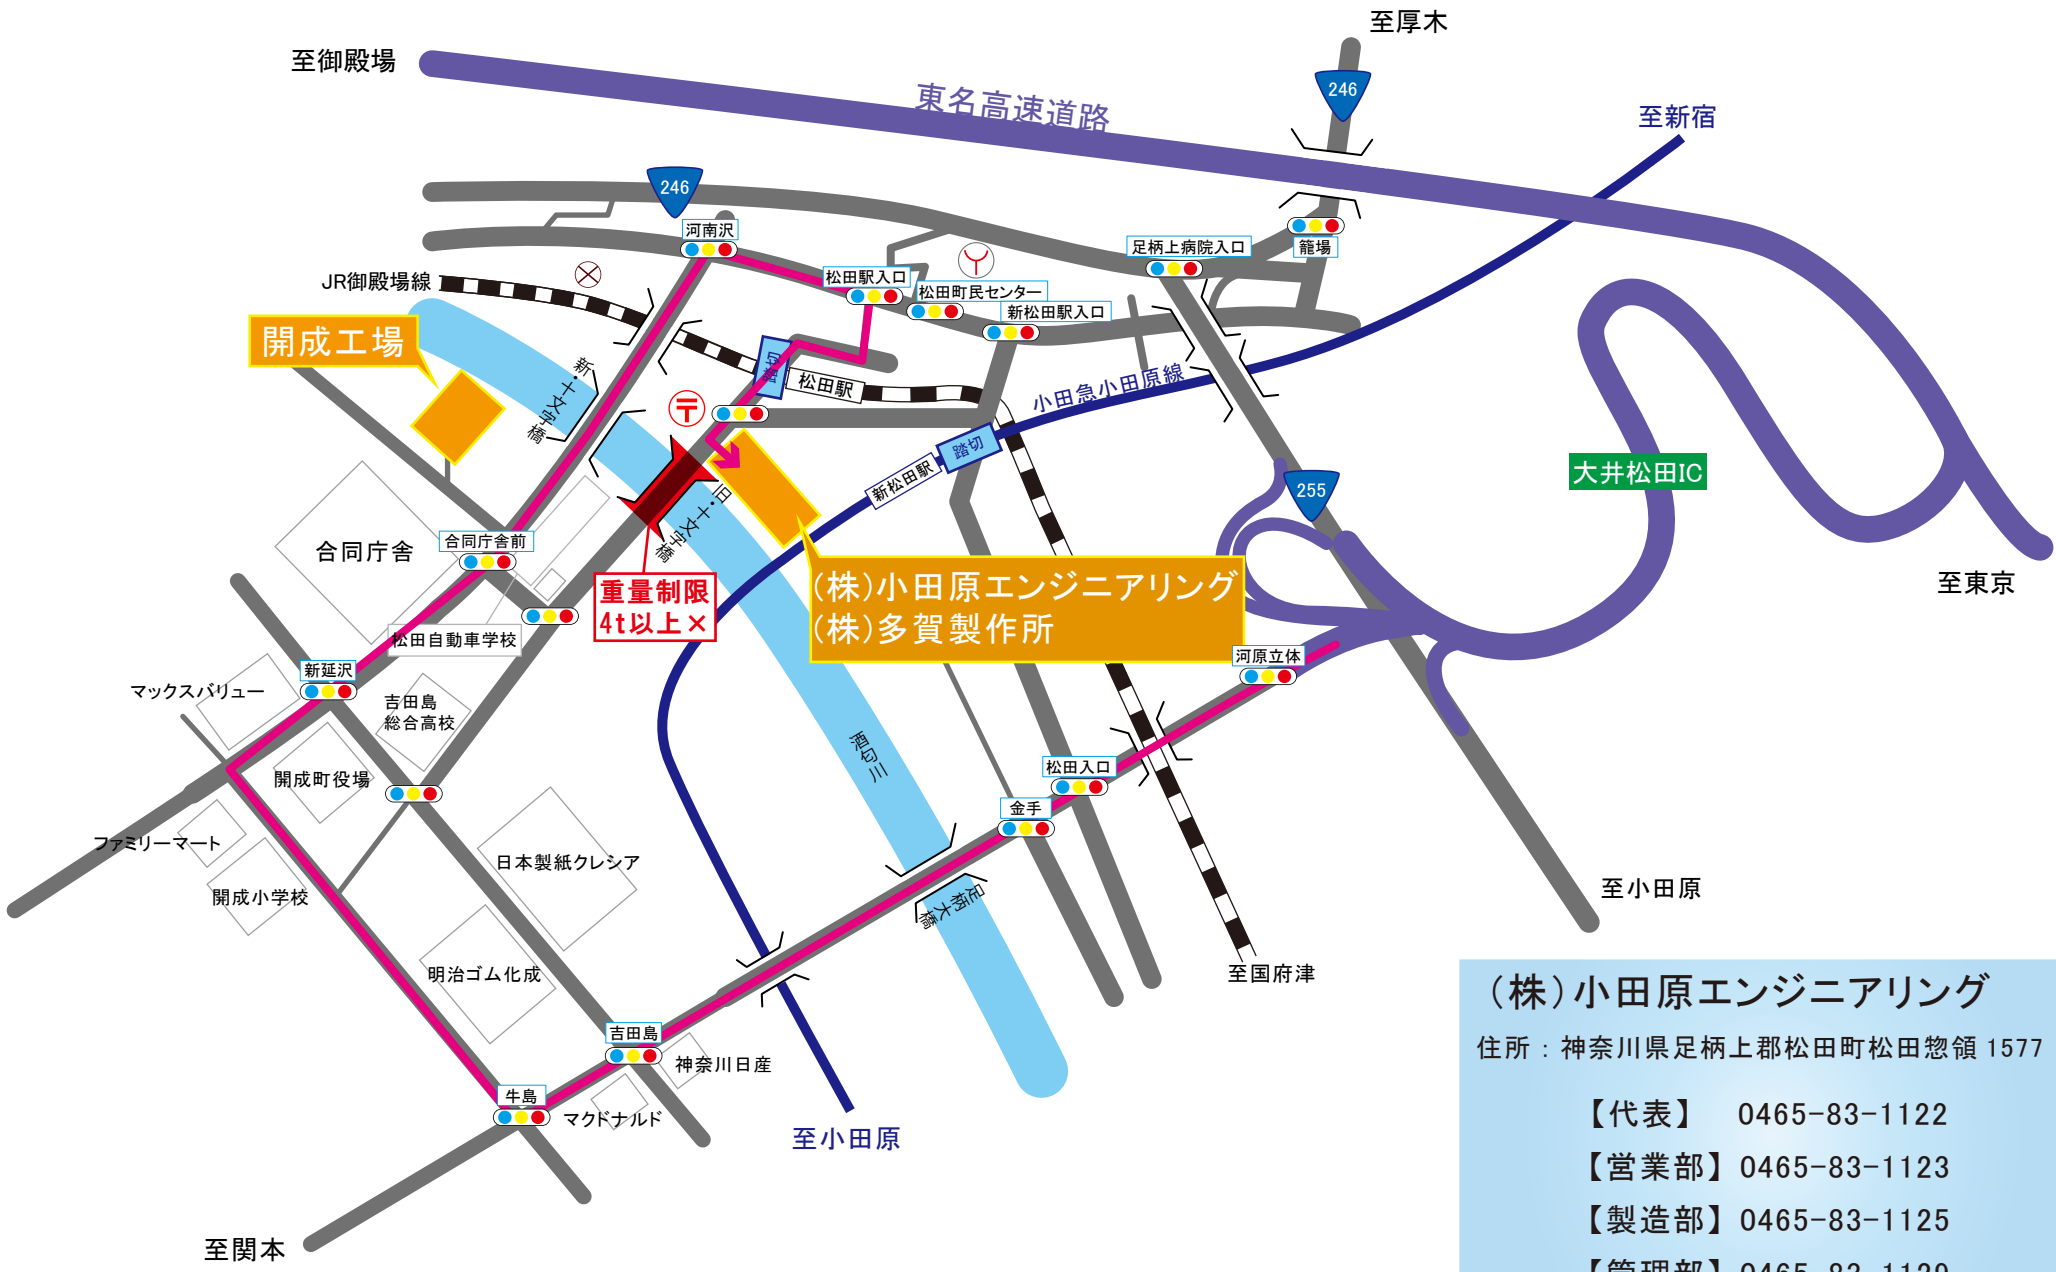 至厚木
至御殿場
東名高速道路
246
至新宿
246
河南沢
足柄上病院入口
籠場
JR御殿場線
松田駅入口
松田町民センター
新松田駅入口
開成工場
新・十文字橋
踏切
松田駅
小田急小田原線
踏切
新松田駅
大井松田IC
255
旧・十文字橋
合同庁舎前
合同庁舎
重量制限
4t以上×
(株)小田原エンジニアリング
(株)多賀製作所
至東京
松田自動車学校
河原立体
新延沢
マックスバリュー
吉田島
総合高校
酒匂川
松田入口
開成町役場
金手
ファミリーマート
日本製紙クレシア
開成小学校
足柄大橋
至小田原
明治ゴム化成
至国府津
吉田島
神奈川日産
牛島
マクドナルド
至小田原
至関本
(株)小田原エンジニアリング
住所:神奈川県足柄上郡松田町松田惣領1577
【代表】 0465-83-1122
【営業部】0465-83-1123
【製造部】0465-83-1125